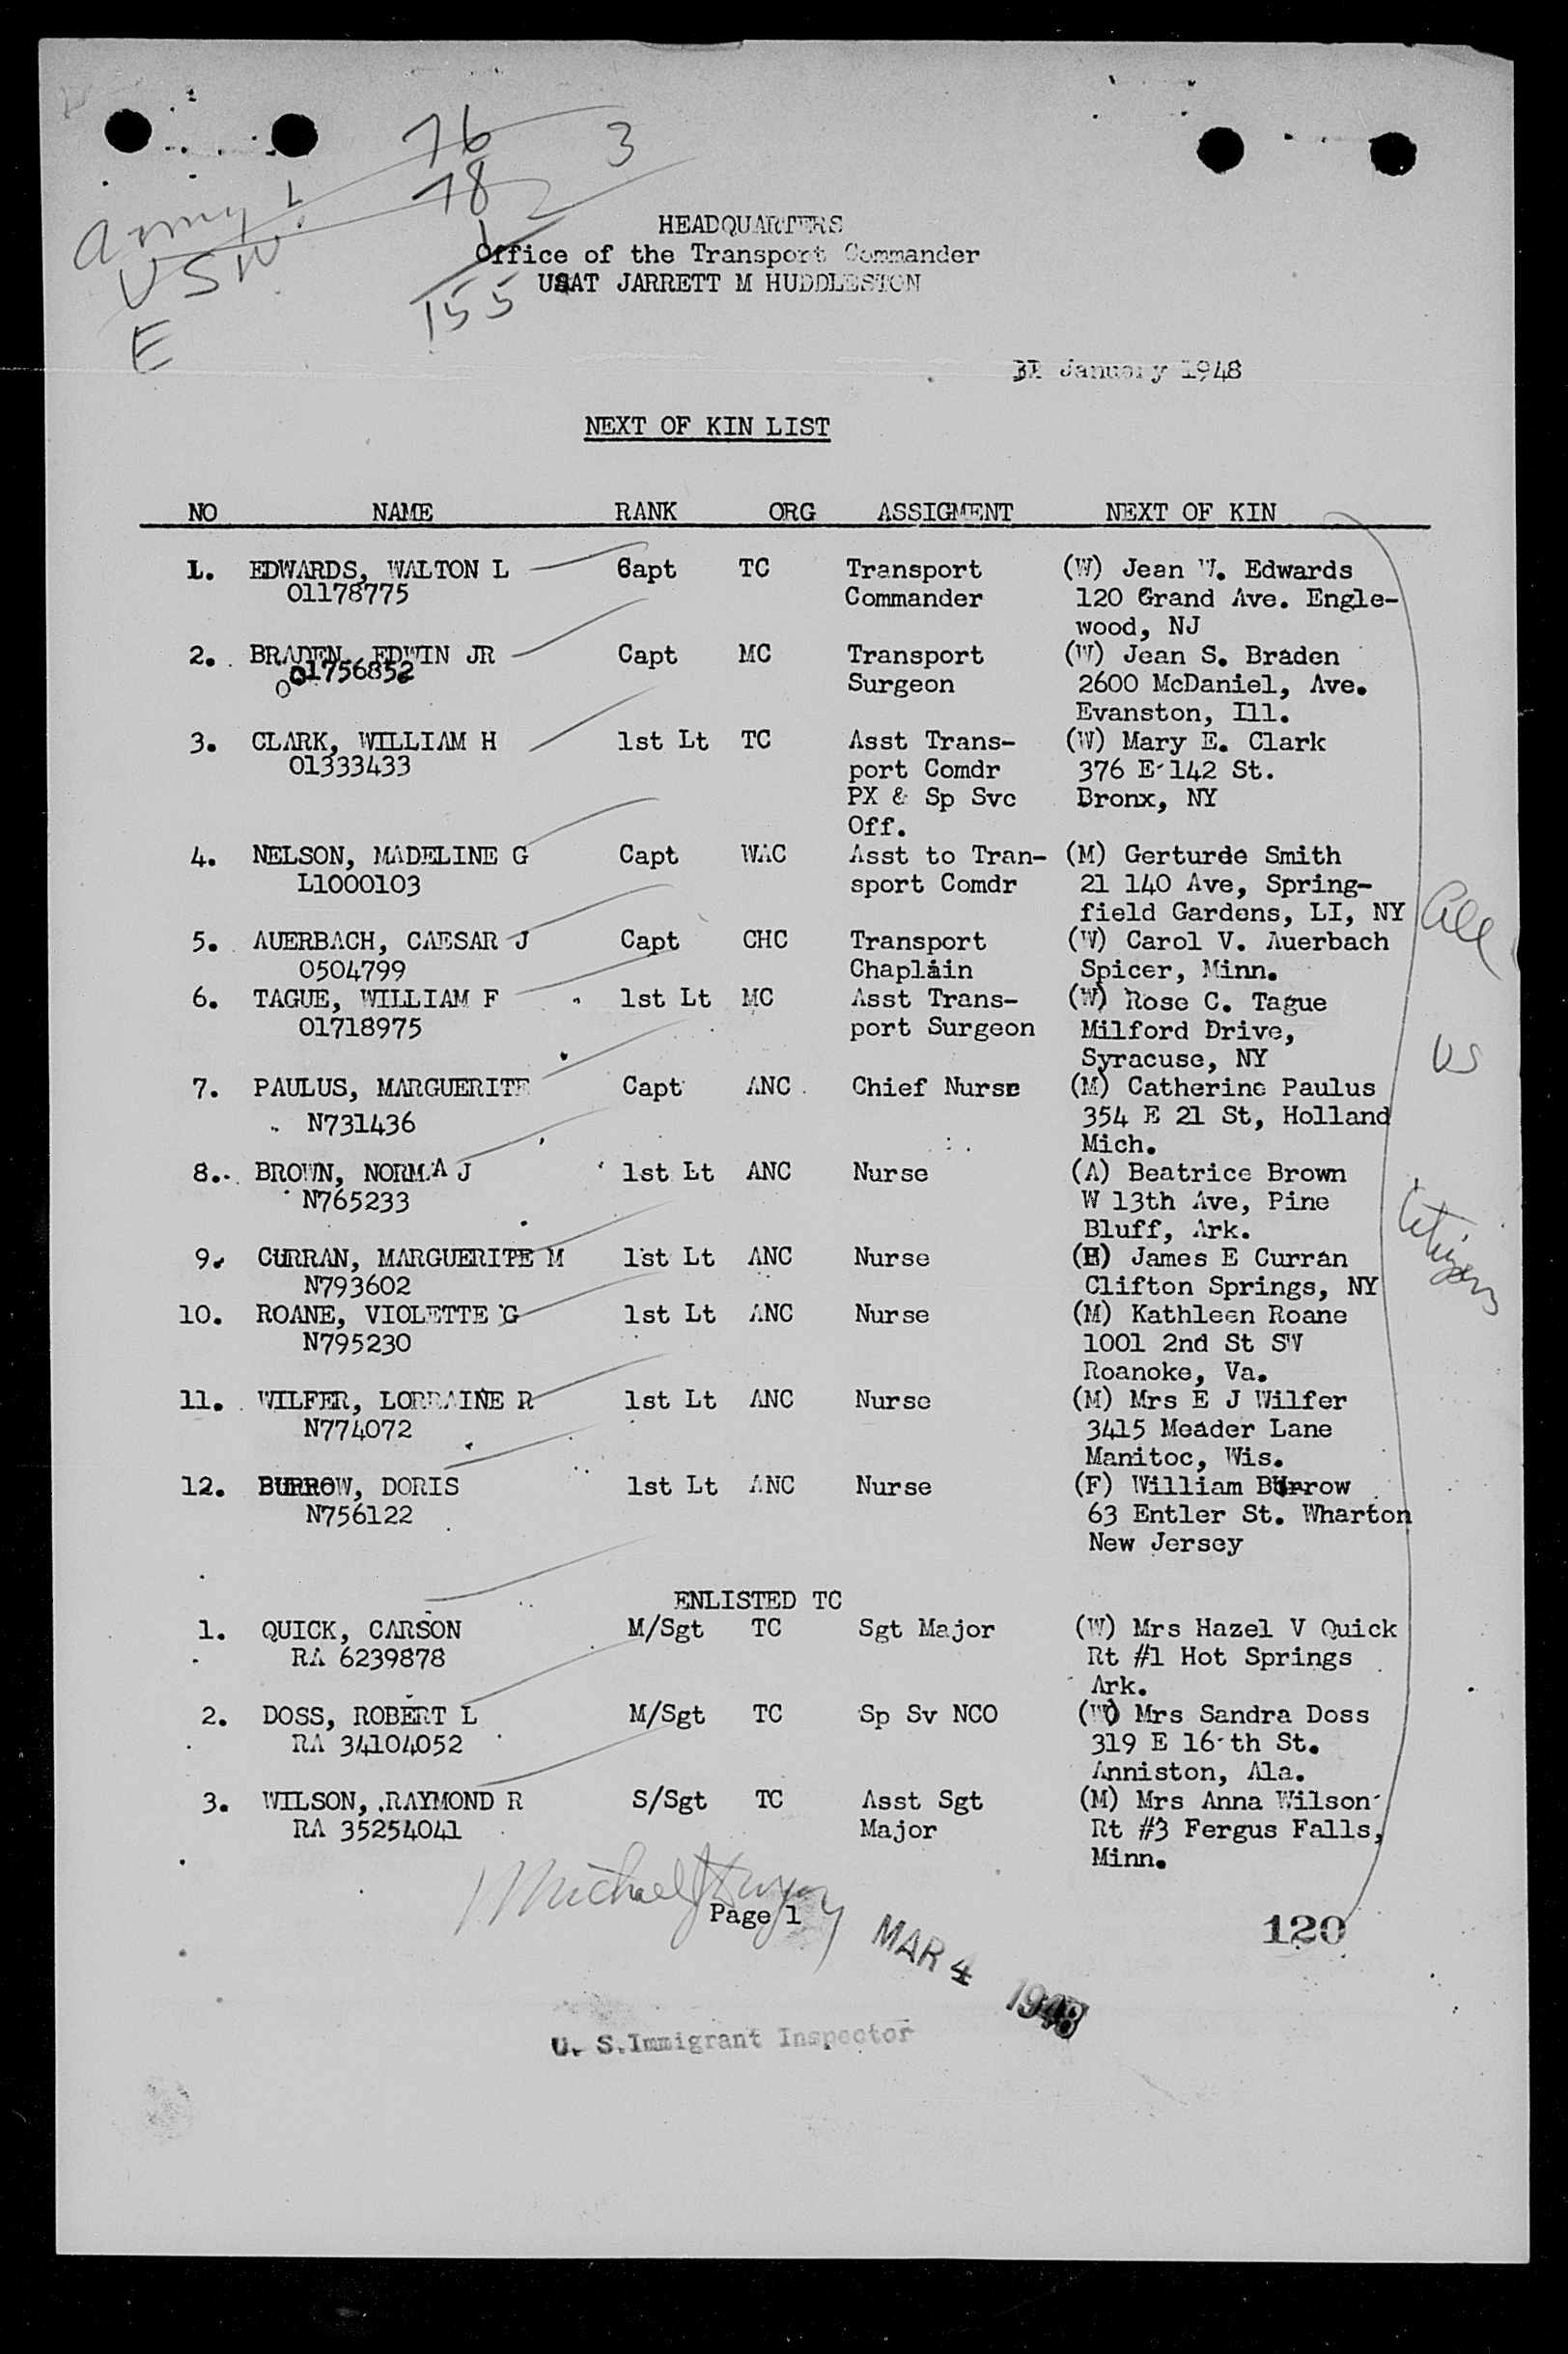 76
3
78
2
Army
USN
1
E
155
HEADQUARTERS
Office of the Transport Commander
USAT JARRETT M HUDDLESTON
January 1948
NEXT OF KIN LIST
NO NAME RANK ORG ASSIGMENT NEXT OF KIN
1. EDWARDS, WALTON L Capt TC Transport (W) Jean W. Edwards
O1178775 Commander 120 Grand Ave. Engle-
wood, NJ
2. BRADEN, EDWIN JR Capt MC Transport (W) Jean S. Braden
O1756852 Surgeon 2600 McDaniel, Ave.
Evanston, Ill.
3. CLARK, WILLIAM H 1st Lt TC Asst Trans- (W) Mary E. Clark
O1333433 port Comdr 376 E 142 St.
PX & Sp Svc Bronx, NY
Off.
4. NELSON, MADELINE G Capt WAC Asst to Tran- (M) Gerturde Smith
L1000103 sport Comdr 21 140 Ave, Spring-
field Gardens, LI, NY
5. AUERBACH, CAESAR J Capt CHC Transport (W) Carol V. Auerbach
O504799 Chaplain Spicer, Minn.
6. TAGUE, WILLIAM F 1st Lt MC Asst Trans- (W) Rose C. Tague
O1718975 port Surgeon Milford Drive,
Syracuse, NY
7. PAULUS, MARGUERITE Capt ANC Chief Nurse (M) Catherine Paulus
N731436 354 E 21 St, Holland
Mich.
8. BROWN, NORMA J 1st Lt ANC Nurse (A) Beatrice Brown
N765233 W 13th Ave, Pine
Bluff, Ark.
9. CURRAN, MARGUERITE M 1st Lt ANC Nurse (H) James E Curran
N793602 Clifton Springs, NY
10. ROANE, VIOLETTE G 1st Lt ANC Nurse (M) Kathleen Roane
N795230 1001 2nd St SW
Roanoke, Va.
11. WILFER, LORRAINE R 1st Lt ANC Nurse (M) Mrs E J Wilfer
N774072 3415 Meader Lane
Manitoc, Wis.
12. BURROW, DORIS 1st Lt ANC Nurse (F) William Burrow
N756122 63 Entler St. Wharton
New Jersey
All
US
Citizens
ENLISTED TC
1. QUICK, CARSON M/Sgt TC Sgt Major (W) Mrs Hazel V Quick
RA 6239878 Rt #1 Hot Springs
Ark.
2. DOSS, ROBERT L M/Sgt TC Sp Sv NCO (W) Mrs Sandra Doss
RA 34104052 319 E 16 th St.
Anniston, Ala.
3. WILSON, RAYMOND R S/Sgt TC Asst Sgt (M) Mrs Anna Wilson
RA 35254041 Major Rt #3 Fergus Falls,
Minn.
Michael
Page 1
120
MAR 4 1948
U. S. Immigrant Inspector